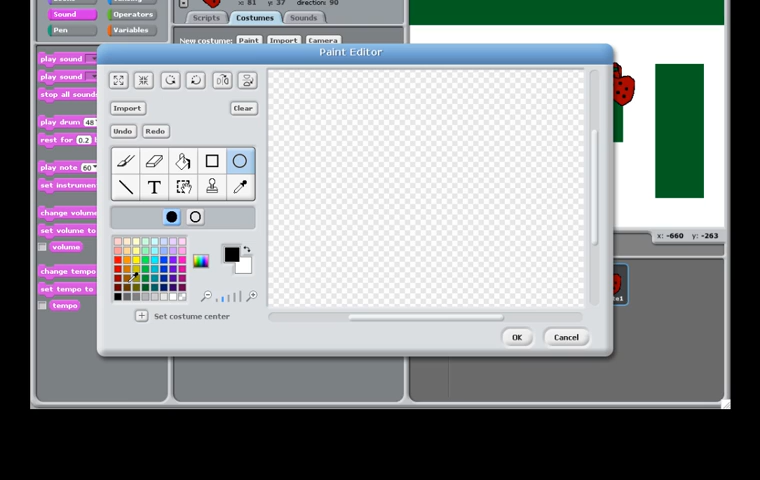 x: 81 y: 37 direction: 90
Sound
Operators
Pen
Variables
Scripts
Costumes
Sounds
New costume: Paint Import Camera
Paint Editor
play sound
play sound
stop all sounds
play drum 48
rest for 0.2
play note 60
set instrumen
change volume
set volume to
volume
change tempo
set tempo to
tempo
Import
Clear
Undo
Redo
T
Set costume center
OK
Cancel
x: -660 y: -263